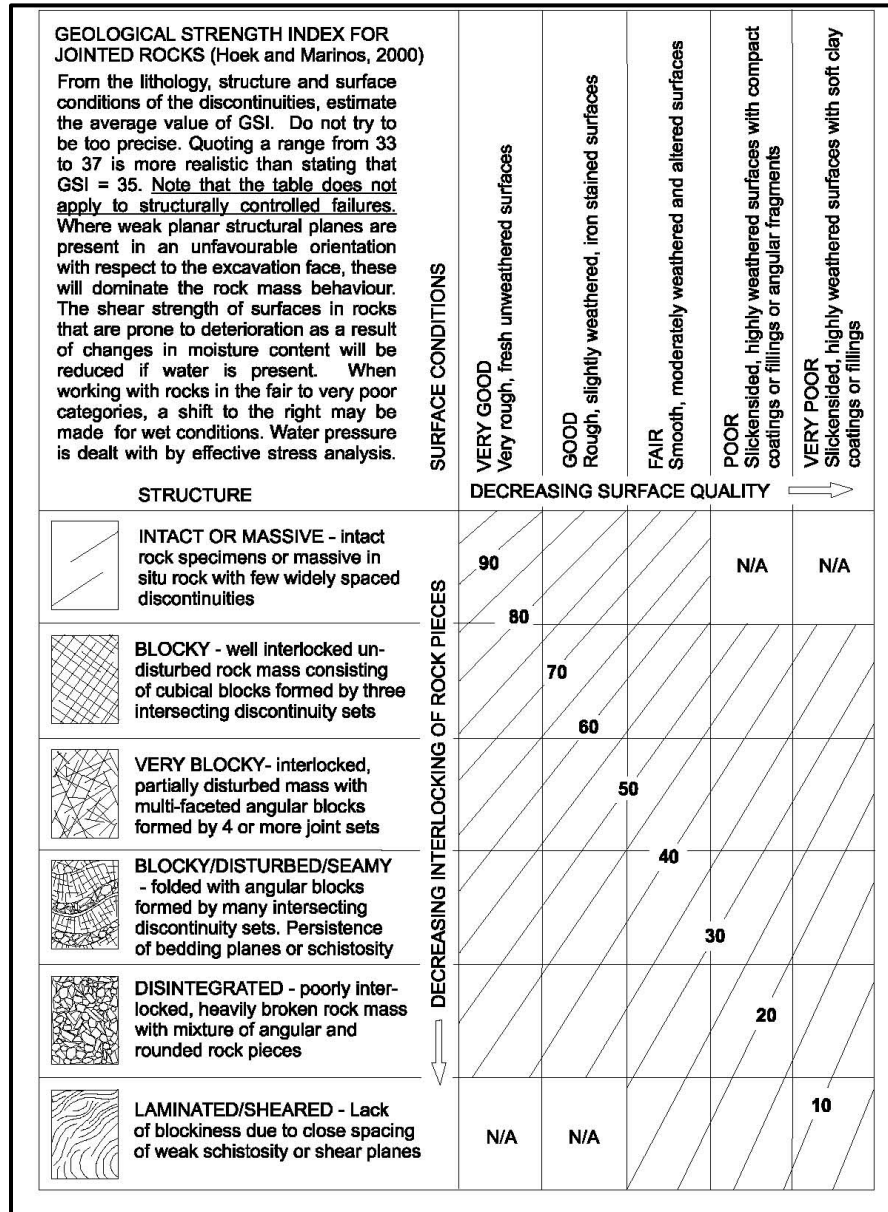 GEOLOGICAL STRENGTH INDEX FOR
JOINTED ROCKS (Hoek and Marinos, 2000)
From the lithology, structure and surface
conditions of the discontinuities, estimate
the average value of GSI. Do not try to
be too precise. Quoting a range from 33
to 37 is more realistic than stating that
GSI = 35. Note that the table does not
apply to structurally controlled failures.
Where weak planar structural planes are
present in an unfavourable orientation
with respect to the excavation face, these
will dominate the rock mass behaviour.
The shear strength of surfaces in rocks
that are prone to deterioration as a result
of changes in moisture content will be
reduced if water is present. When
working with rocks in the fair to very poor
categories, a shift to the right may be
made for wet conditions. Water pressure
is dealt with by effective stress analysis.
SURFACE CONDITIONS
VERY GOOD
Very rough, fresh unweathered surfaces
GOOD
Rough, slightly weathered, iron stained surfaces
FAIR
Smooth, moderately weathered and altered surfaces
POOR
Slickensided, highly weathered surfaces with compact
coatings or fillings or angular fragments
VERY POOR
Slickensided, highly weathered surfaces with soft clay
coatings or fillings
STRUCTURE
DECREASING SURFACE QUALITY
DECREASING INTERLOCKING OF ROCK PIECES
INTACT OR MASSIVE - intact
rock specimens or massive in
situ rock with few widely spaced
discontinuities
90
N/A
N/A
80
BLOCKY - well interlocked un-
disturbed rock mass consisting
of cubical blocks formed by three
intersecting discontinuity sets
70
60
VERY BLOCKY- interlocked,
partially disturbed mass with
multi-faceted angular blocks
formed by 4 or more joint sets
50
40
BLOCKY/DISTURBED/SEAMY
- folded with angular blocks
formed by many intersecting
discontinuity sets. Persistence
of bedding planes or schistosity
30
DISINTEGRATED - poorly inter-
locked, heavily broken rock mass
with mixture of angular and
rounded rock pieces
20
LAMINATED/SHEARED - Lack
of blockiness due to close spacing
of weak schistosity or shear planes
N/A
N/A
10